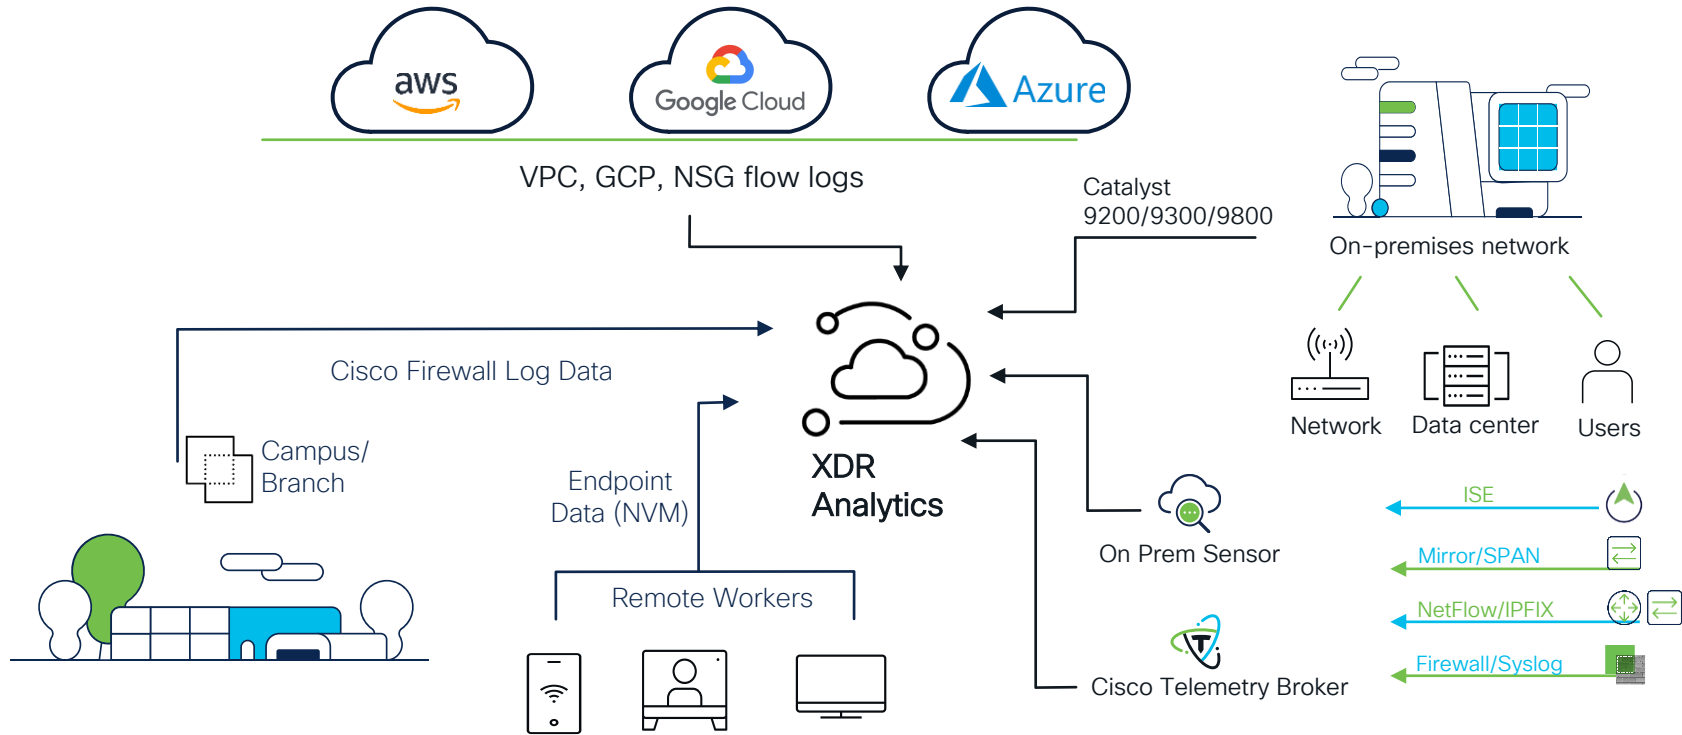 aws
Google Cloud
Azure
VPC, GCP, NSG flow logs
Catalyst
9200/9300/9800
On-premises network
Network
Data center
Users
Cisco Firewall Log Data
Campus/
Branch
Endpoint
Data (NVM)
XDR
Analytics
Remote Workers
On Prem Sensor
T
Cisco Telemetry Broker
ISE
Mirror/SPAN
NetFlow/IPFIX
Firewall/Syslog